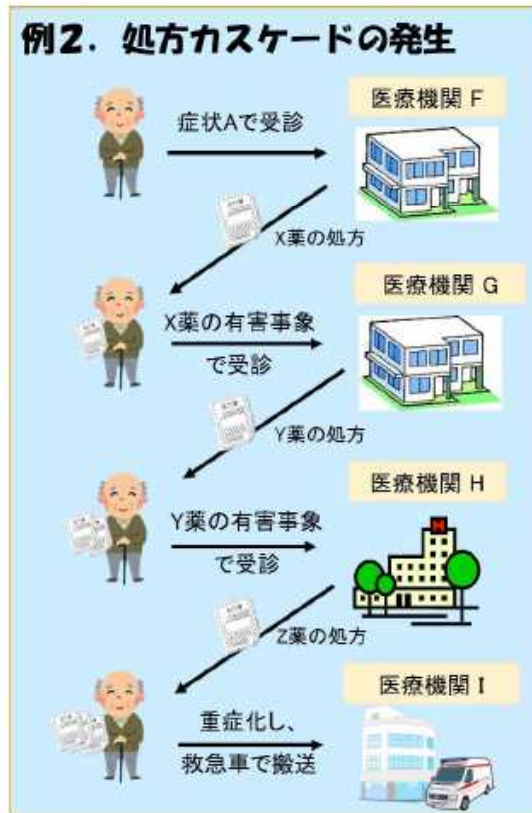 例2．処方カスケードの発生
医療機関 F
症状Aで受診
X薬の処方
医療機関 G
X薬の有害事象
で受診
Y薬の処方
医療機関 H
Y薬の有害事象
で受診
H
Z薬の処方
医療機関 I
重症化し、
救急車で搬送